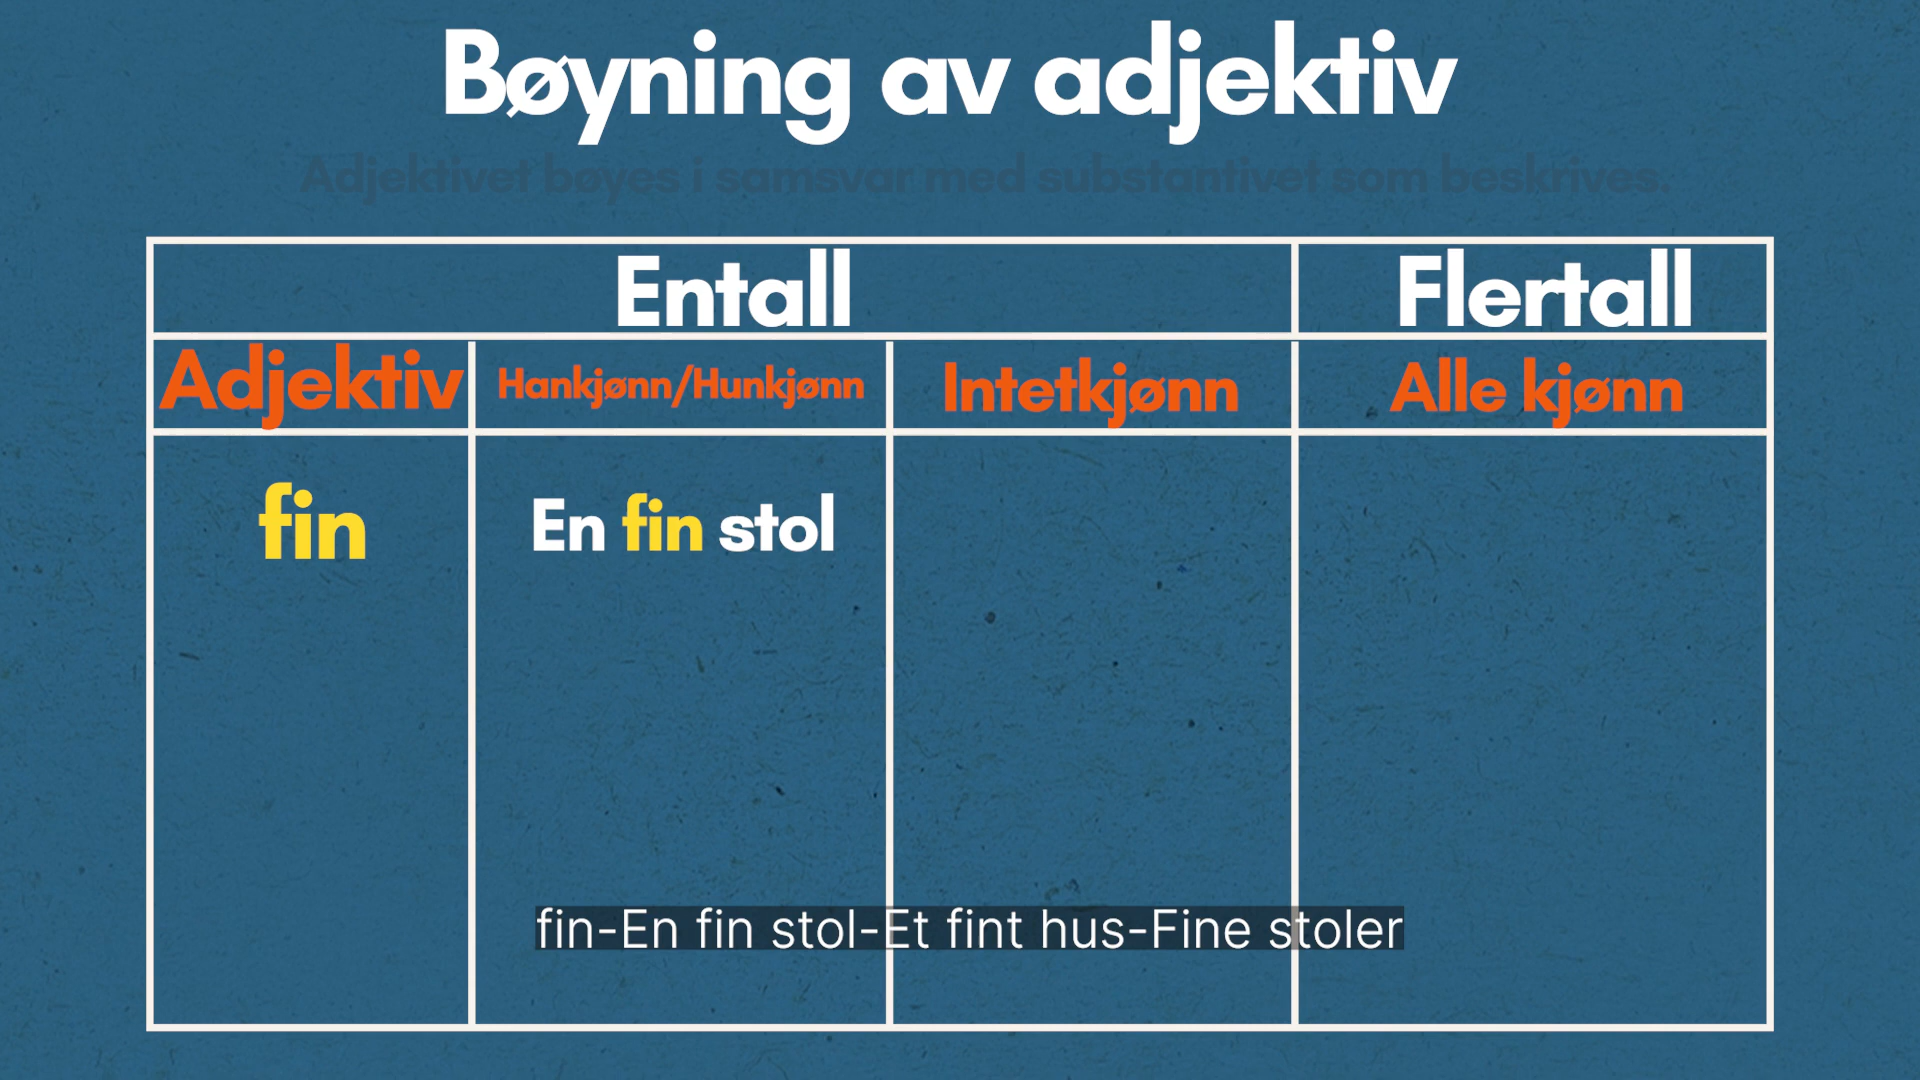 Bøyning av adjektiv
Adjektivet bøyes i samsvar med substantivet som beskrives.
Entall Flertall
Adjektiv Hankjønn/Hunkjønn Intetkjønn Alle kjønn
fin En fin stol
fin-En fin stol-Et fint hus-Fine stoler